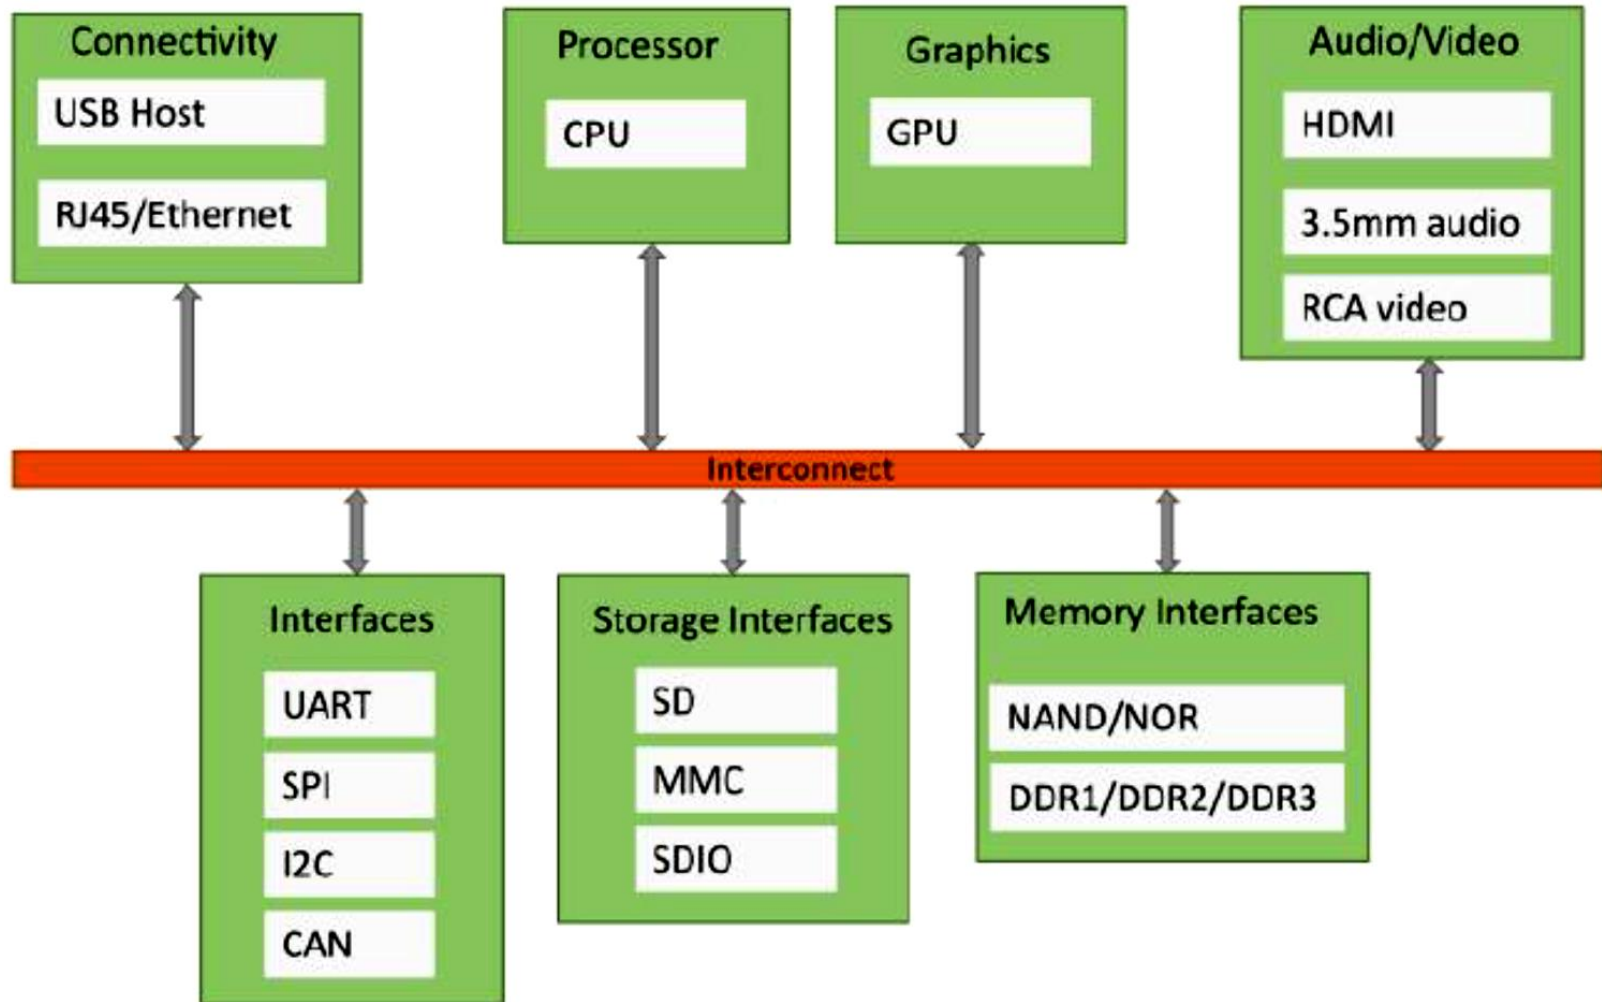 Connectivity
USB Host
RJ45/Ethernet
Processor
CPU
Graphics
GPU
Audio/Video
HDMI
3.5mm audio
RCA video
Interconnect
Interfaces
UART
SPI
I2C
CAN
Storage Interfaces
SD
MMC
SDIO
Memory Interfaces
NAND/NOR
DDR1/DDR2/DDR3